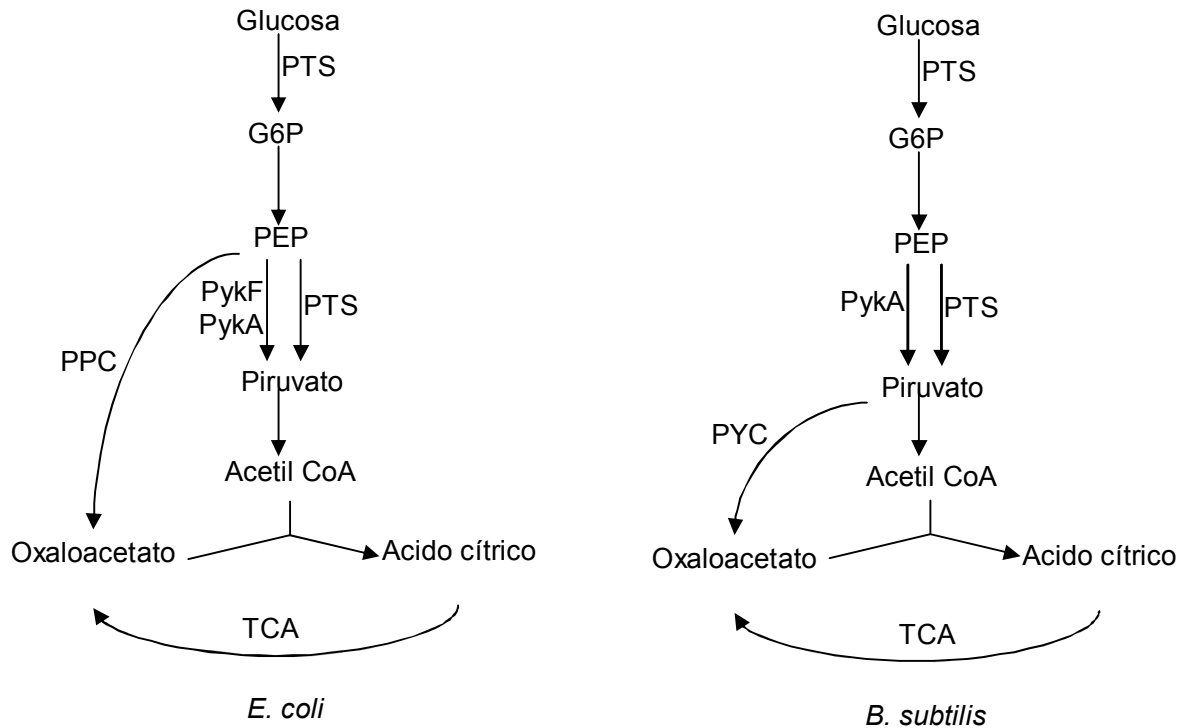 Glucosa
PTS
G6P
PEP
PykF
PykA
PTS
PPC
Piruvato
Acetil CoA
Oxaloacetato
Acido cítrico
TCA
E. coli
Glucosa
PTS
G6P
PEP
PykA
PTS
Piruvato
PYC
Acetil CoA
Oxaloacetato
Acido cítrico
TCA
B. subtilis